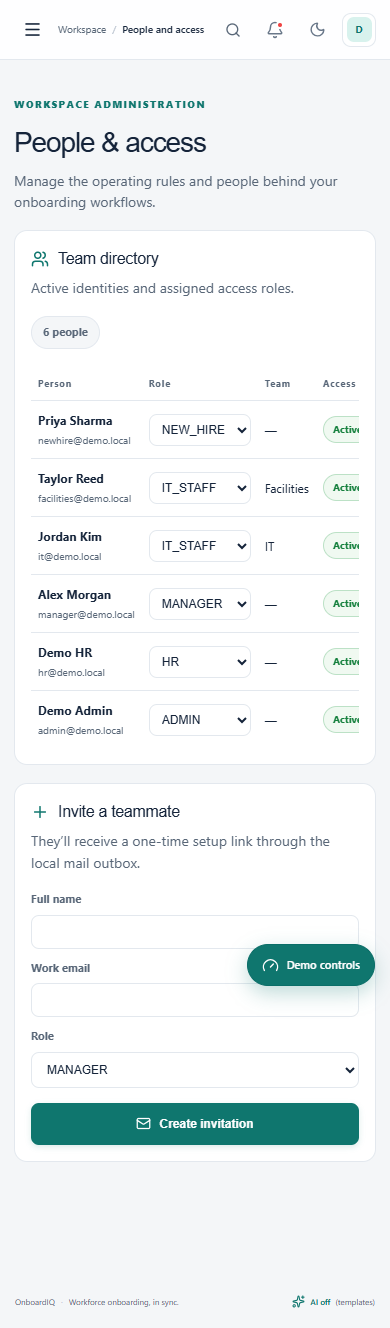 Workspace / People and access D
WORKSPACE ADMINISTRATION
People & access
Manage the operating rules and people behind your
onboarding workflows.
Team directory
Active identities and assigned access roles.
6 people
Person Role Team Access
Priya Sharma NEW_HIRE — Active
newhire@demo.local
Taylor Reed IT_STAFF Facilities Active
facilities@demo.local
Jordan Kim IT_STAFF IT Active
it@demo.local
Alex Morgan MANAGER — Active
manager@demo.local
Demo HR HR — Active
hr@demo.local
Demo Admin ADMIN — Active
admin@demo.local
Invite a teammate
They’ll receive a one-time setup link through the
local mail outbox.
Full name
Demo controls
Work email
Role
MANAGER
Create invitation
OnboardIQ · Workforce onboarding, in sync. AI off (templates)